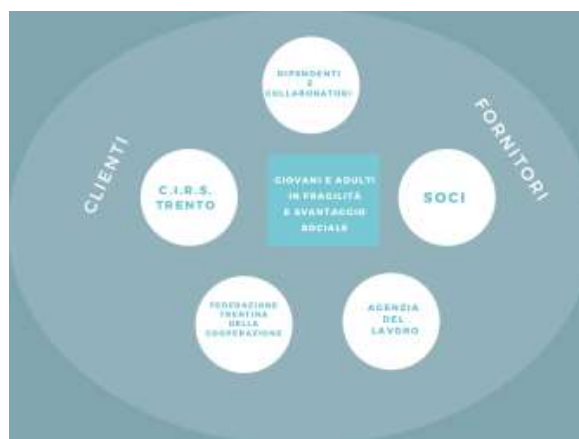 DIPENDENTI
E
COLLABORATORI
CLIENTI
FORNITORI
C.I.R.S.
TRENTO
GIOVANI E ADULTI
IN FRAGILITÀ
E SVANTAGGIO
SOCIALE
SOCI
FEDERAZIONE
TRENTINA
DELLA
COOPERAZIONE
AGENZIA
DEL
LAVORO